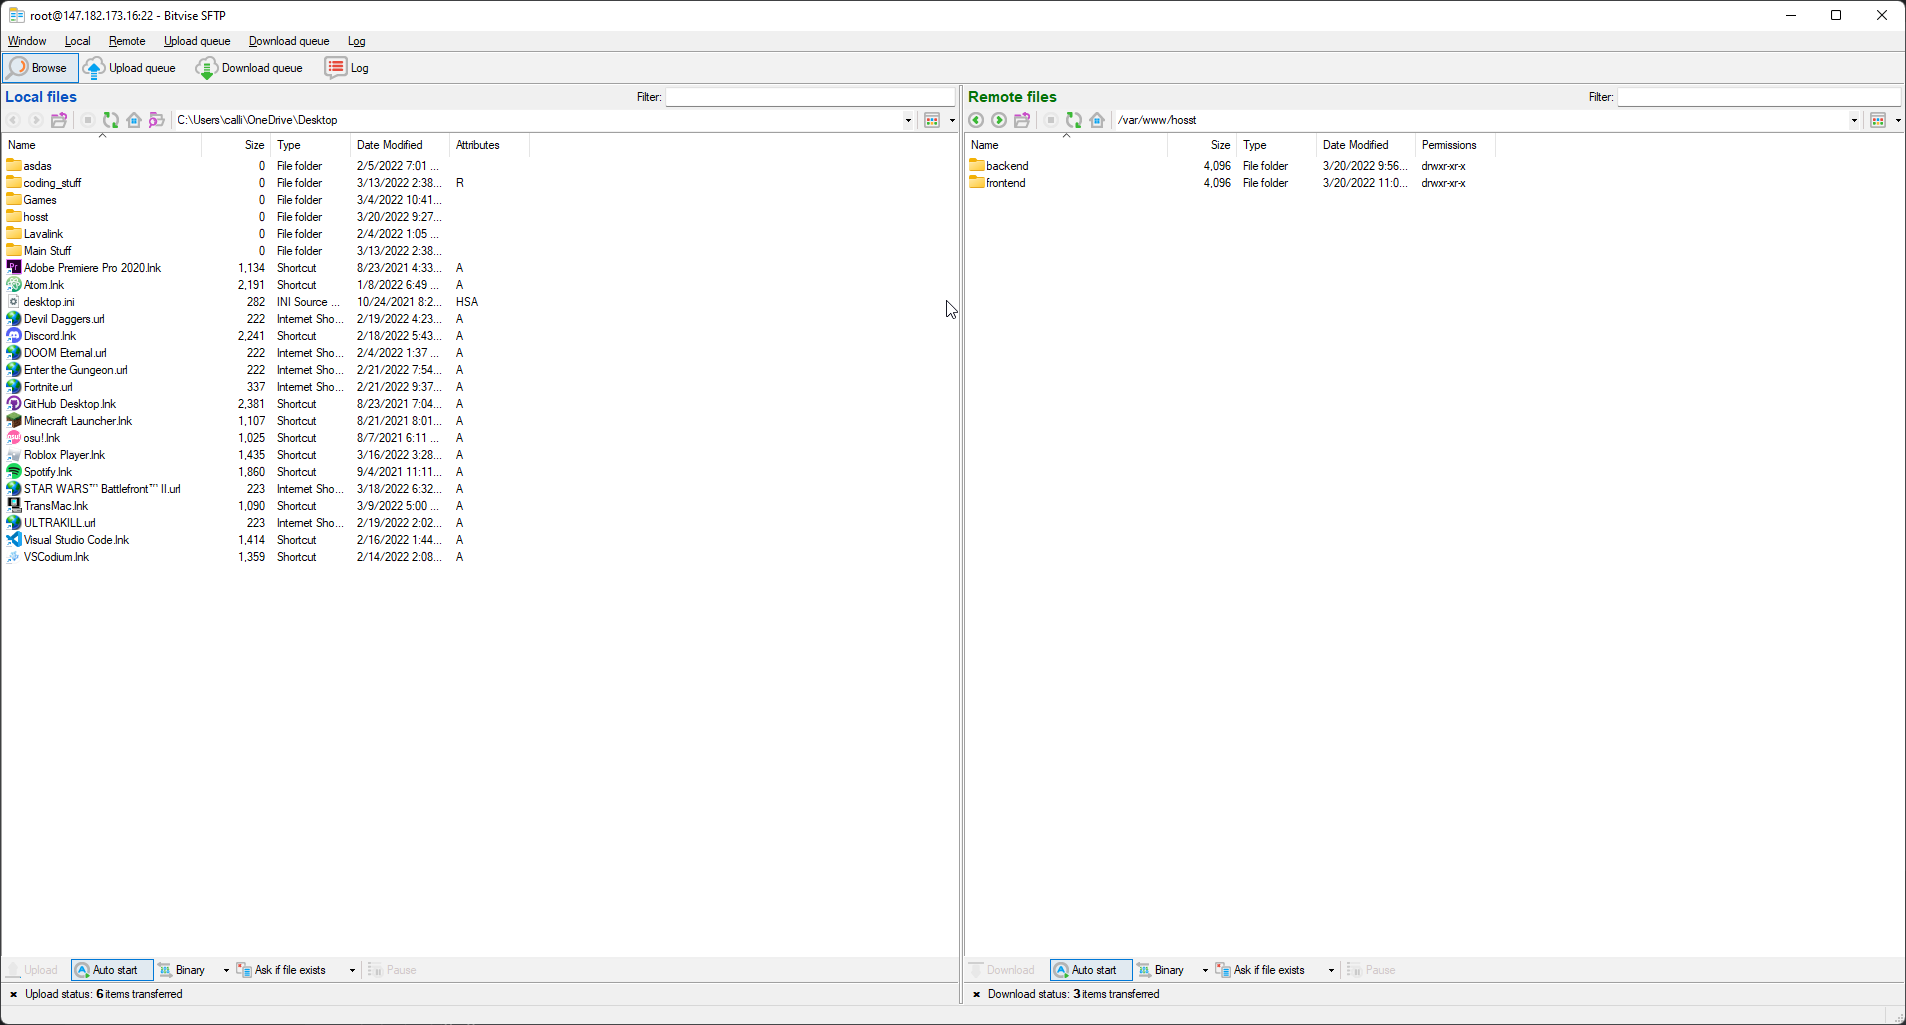 root@147.182.173.16:22 - Bitvise SFTP
Window Local Remote Upload queue Download queue Log
Browse Upload queue Download queue Log
Local files Filter:
C:\Users\calli\OneDrive\Desktop
Name Size Type Date Modified Attributes
asdas 0 File folder 2/5/2022 7:01 ...
coding_stuff 0 File folder 3/13/2022 2:38... R
Games 0 File folder 3/4/2022 10:41...
hosst 0 File folder 3/20/2022 9:27...
Lavalink 0 File folder 2/4/2022 1:05 ...
Main Stuff 0 File folder 3/13/2022 2:38...
Adobe Premiere Pro 2020.lnk 1,134 Shortcut 8/23/2021 4:33... A
Atom.lnk 2,191 Shortcut 1/8/2022 6:49 ... A
desktop.ini 282 INI Source ... 10/24/2021 8:2... HSA
Devil Daggers.url 222 Internet Sho... 2/19/2022 4:23... A
Discord.lnk 2,241 Shortcut 2/18/2022 5:43... A
DOOM Eternal.url 222 Internet Sho... 2/4/2022 1:37 ... A
Enter the Gungeon.url 222 Internet Sho... 2/21/2022 7:54... A
Fortnite.url 337 Internet Sho... 2/21/2022 9:37... A
GitHub Desktop.lnk 2,381 Shortcut 8/23/2021 7:04... A
Minecraft Launcher.lnk 1,107 Shortcut 8/21/2021 8:01... A
osu!.lnk 1,025 Shortcut 8/7/2021 6:11 ... A
Roblox Player.lnk 1,435 Shortcut 3/16/2022 3:28... A
Spotify.lnk 1,860 Shortcut 9/4/2021 11:11... A
STAR WARS™ Battlefront™ II.url 223 Internet Sho... 3/18/2022 6:32... A
TransMac.lnk 1,090 Shortcut 3/9/2022 5:00 ... A
ULTRAKILL.url 223 Internet Sho... 2/19/2022 2:02... A
Visual Studio Code.lnk 1,414 Shortcut 2/16/2022 1:44... A
VSCodium.lnk 1,359 Shortcut 2/14/2022 2:08... A
Upload Auto start Binary Ask if file exists Pause
Upload status: 6 items transferred
Remote files Filter:
/var/www/hosst
Name Size Type Date Modified Permissions
backend 4,096 File folder 3/20/2022 9:56... drwxr-xr-x
frontend 4,096 File folder 3/20/2022 11:0... drwxr-xr-x
Download Auto start Binary Ask if file exists Pause
Download status: 3 items transferred